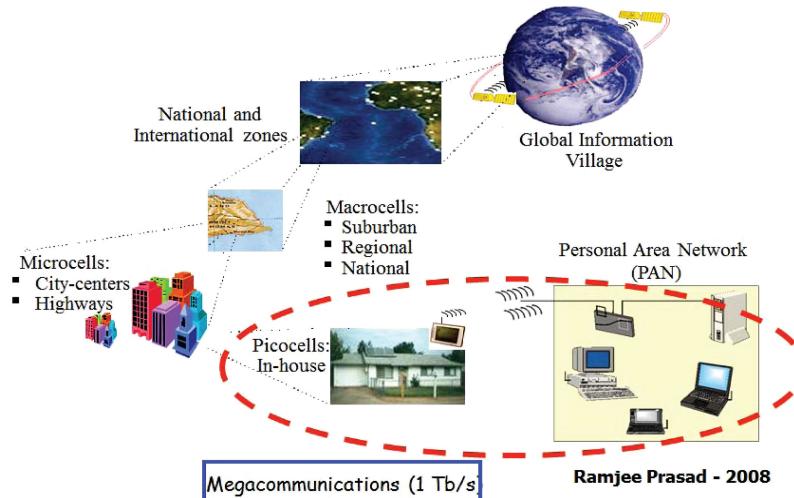 National and
International zones
Global Information
Village
Macrocells:
▪ Suburban
▪ Regional
▪ National
Microcells:
▪ City-centers
▪ Highways
Personal Area Network
(PAN)
Picocells:
In-house
Megacommunications (1 Tb/s)
Ramjee Prasad - 2008